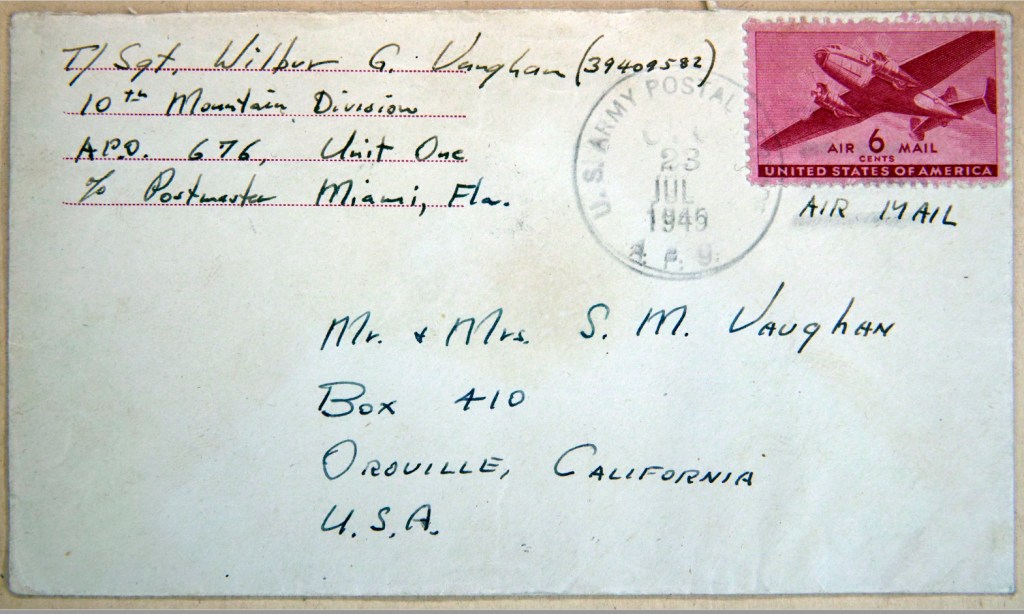 T/Sgt. Wilbur G. Vaughan (39409582)
10th Mountain Division
A.P.O. 676, Unit One
c/o Postmaster Miami, Fla.
U.S. ARMY POSTAL
23
JUL
1945
A. P. O.
AIR 6 MAIL
CENTS
UNITED STATES OF AMERICA
AIR MAIL
Mr. + Mrs. S. M. Vaughan
Box 410
Oroville, California
U.S.A.